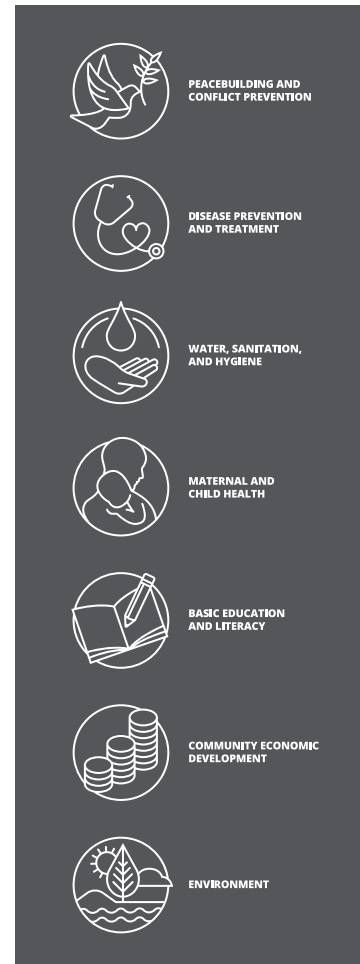 PEACEBUILDING AND
CONFLICT PREVENTION
DISEASE PREVENTION
AND TREATMENT
WATER, SANITATION,
AND HYGIENE
MATERNAL AND
CHILD HEALTH
BASIC EDUCATION
AND LITERACY
COMMUNITY ECONOMIC
DEVELOPMENT
ENVIRONMENT